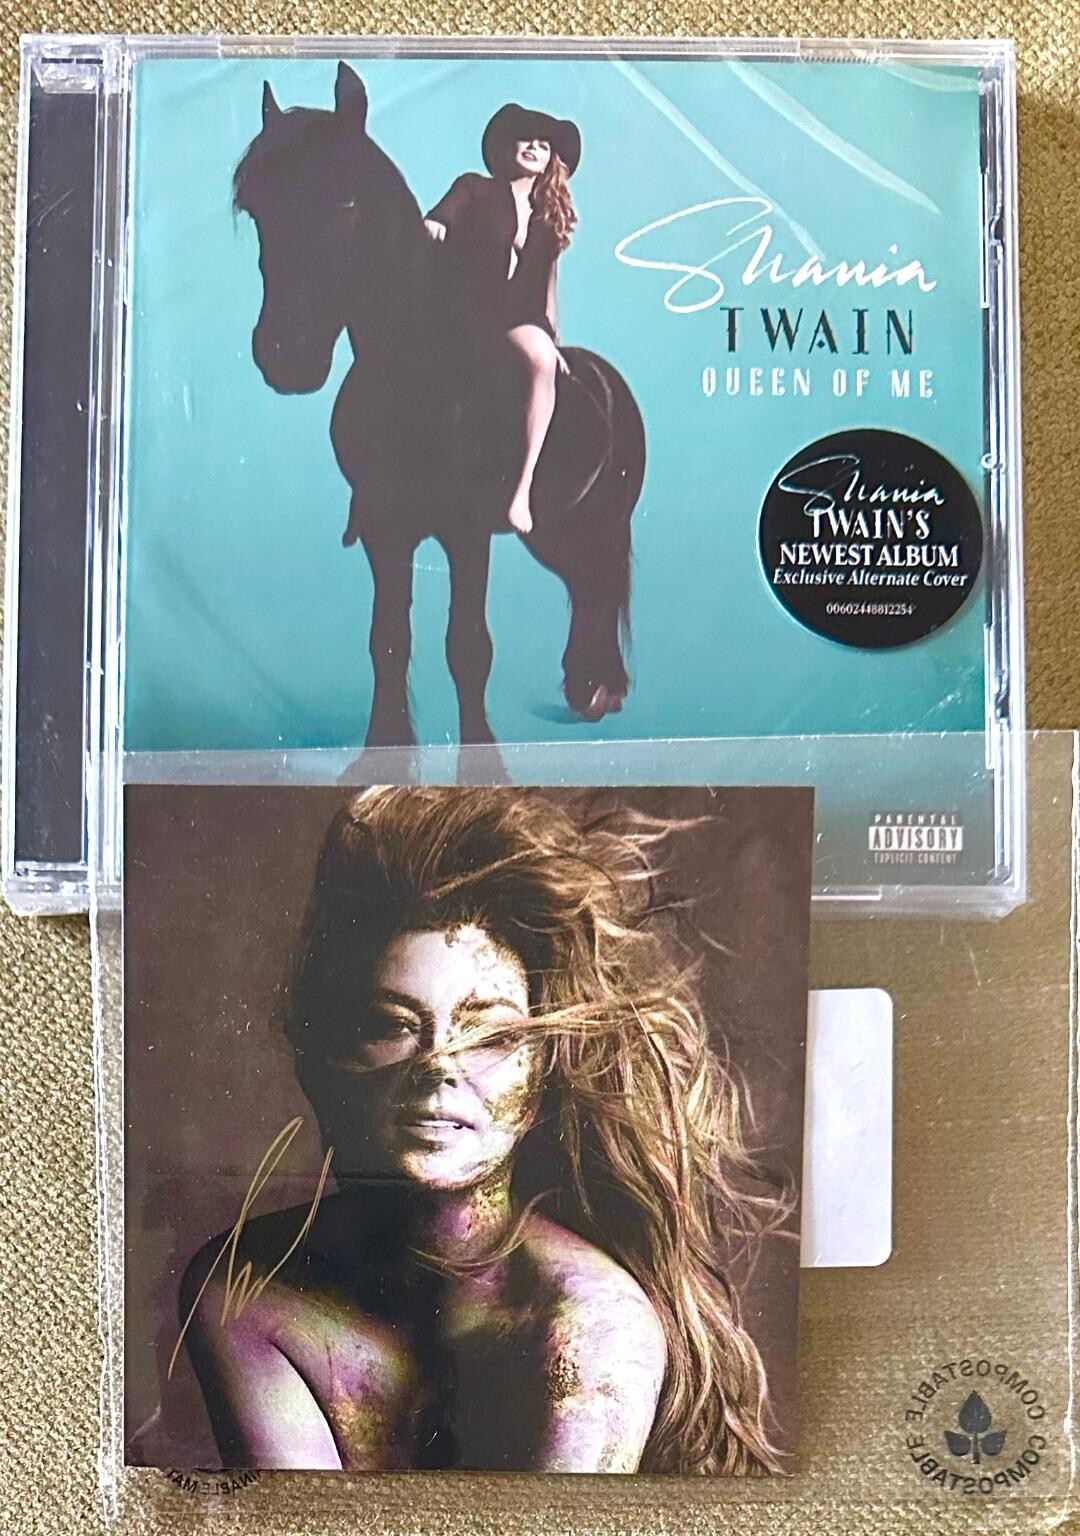 Shania
TWAIN
QUEEN OF ME
Shania
TWAIN'S
NEWEST ALBUM
Exclusive Alternate Cover
00602448812254
PARENTAL
ADVISORY
EXPLICIT CONTENT
COMPOSTABLE COMPOSTABLE